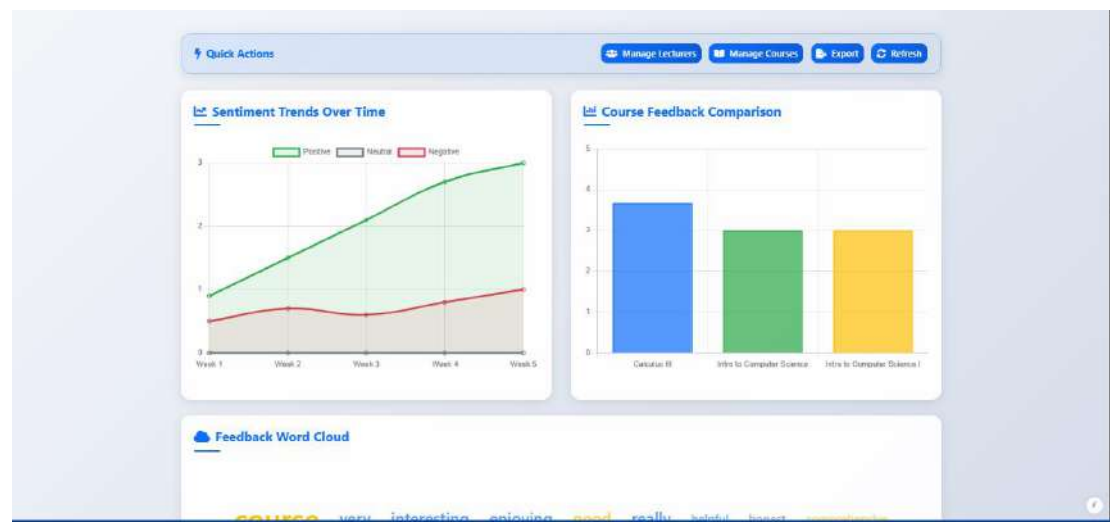 Quick Actions
Manage Lecturers
Manage Courses
Export
Refresh
Sentiment Trends Over Time
Positive Neutral Negative
3
2
1
0
Week 1 Week 2 Week 3 Week 4 Week 5
Course Feedback Comparison
5
4
3
2
1
0
Calculus III Intro to Computer Science Intro to Computer Science I
Feedback Word Cloud
course very interesting enjoying good really helpful honest